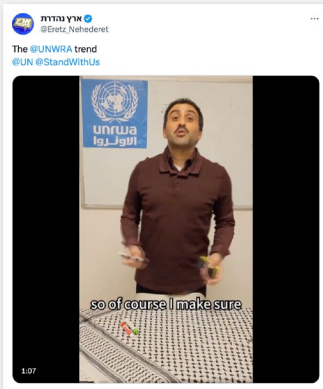 ארץ נהדרת
@Eretz_Nehederet
The @UNWRA trend
@UN @StandWithUs
unrwa
الأونروا
so of course I make sure
1:07